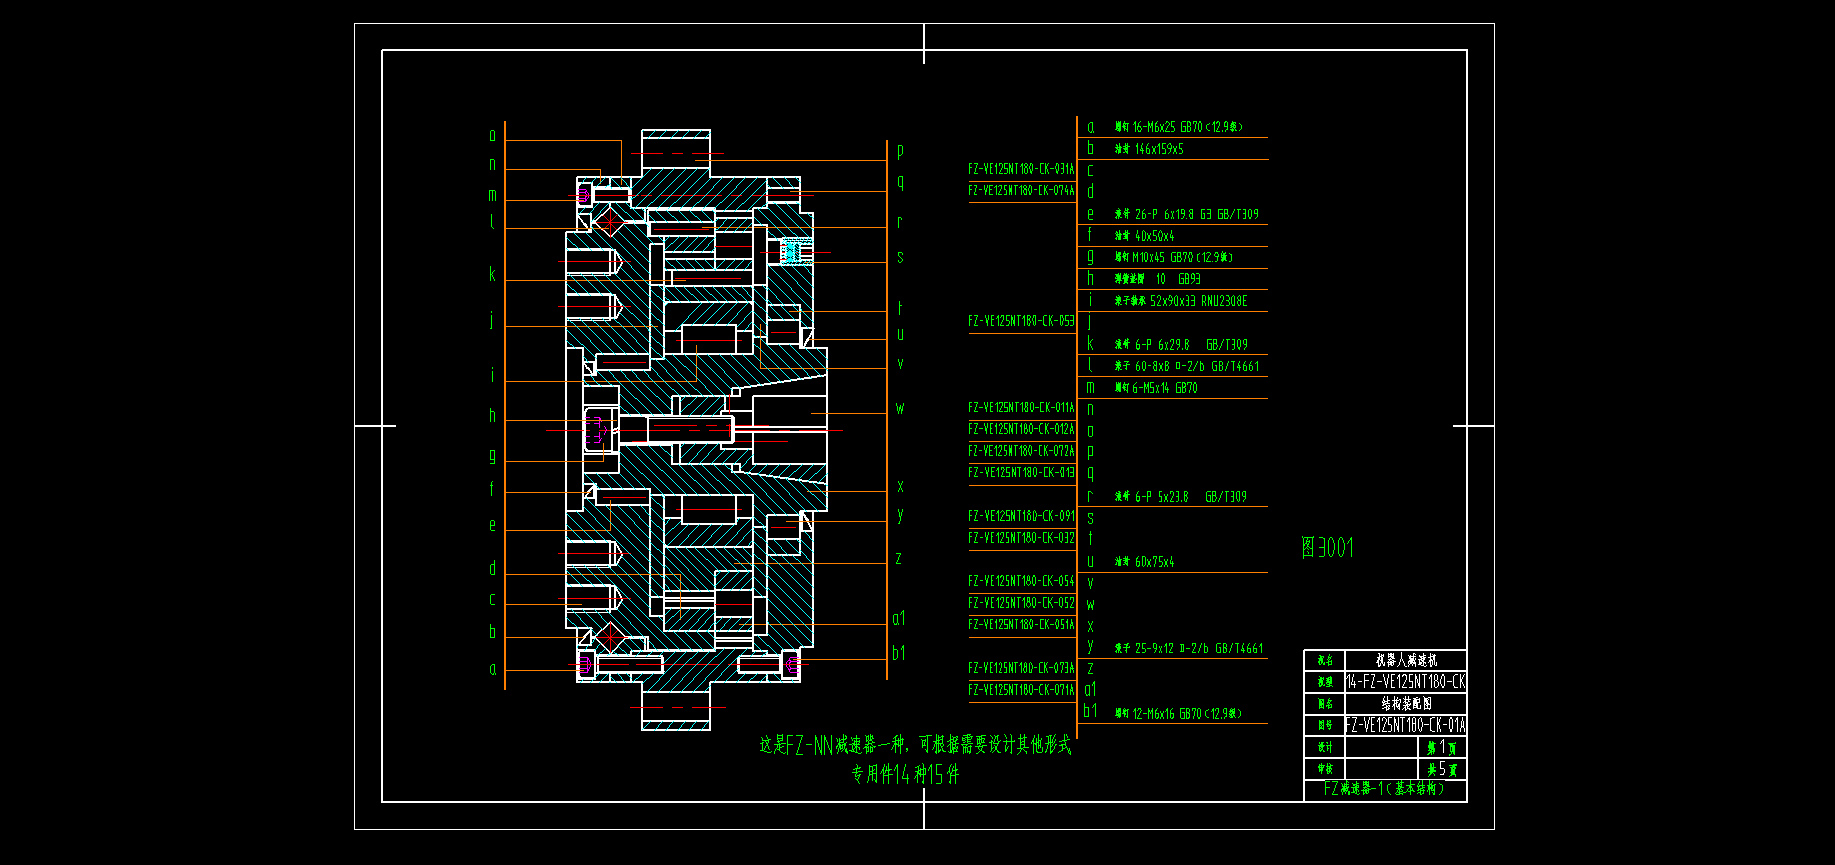 o
n
m
l
k
j
i
h
g
f
e
d
c
b
a
p
q
r
s
t
u
v
w
x
y
z
a1
b1
a 螺钉 16-M6x25 GB70(12.9级)
b 油封 146x159x5
FZ-VE125NT180-CK-031A c
FZ-VE125NT180-CK-074A d
e 滚针 26-P 6x19.8 G3 GB/T309
f 油封 40x50x4
g 螺钉 M10x45 GB70(12.9级)
h 弹簧垫圈 10 GB93
i 滚子轴承 52x90x33 RNU2308E
FZ-VE125NT180-CK-053 j
k 滚针 6-P 6x29.8 GB/T309
l 滚子 60-8x8 Ⅱ-2/b GB/T4661
m 螺钉 6-M5x14 GB70
FZ-VE125NT180-CK-011A n
FZ-VE125NT180-CK-012A o
FZ-VE125NT180-CK-072A p
FZ-VE125NT180-CK-013 q
r 滚针 6-P 5x23.8 GB/T309
FZ-VE125NT180-CK-091 s
FZ-VE125NT180-CK-032 t
u 油封 60x75x4
FZ-VE125NT180-CK-054 v
FZ-VE125NT180-CK-052 w
FZ-VE125NT180-CK-051A x
y 滚子 25-9x12 Ⅱ-2/b GB/T4661
FZ-VE125NT180-CK-073A z
FZ-VE125NT180-CK-071A a1
b1 螺钉 12-M6x16 GB70(12.9级)
图3001
这是FZ-NN减速器一种，可根据需要设计其他形式
专用件14种15件
机名 机器人减速机
机型 14-FZ-VE125NT180-CK
图名 结构装配图
图号 FZ-VE125NT180-CK-01A
设计 第1页
审核 共5页
FZ减速器-1(基本结构)